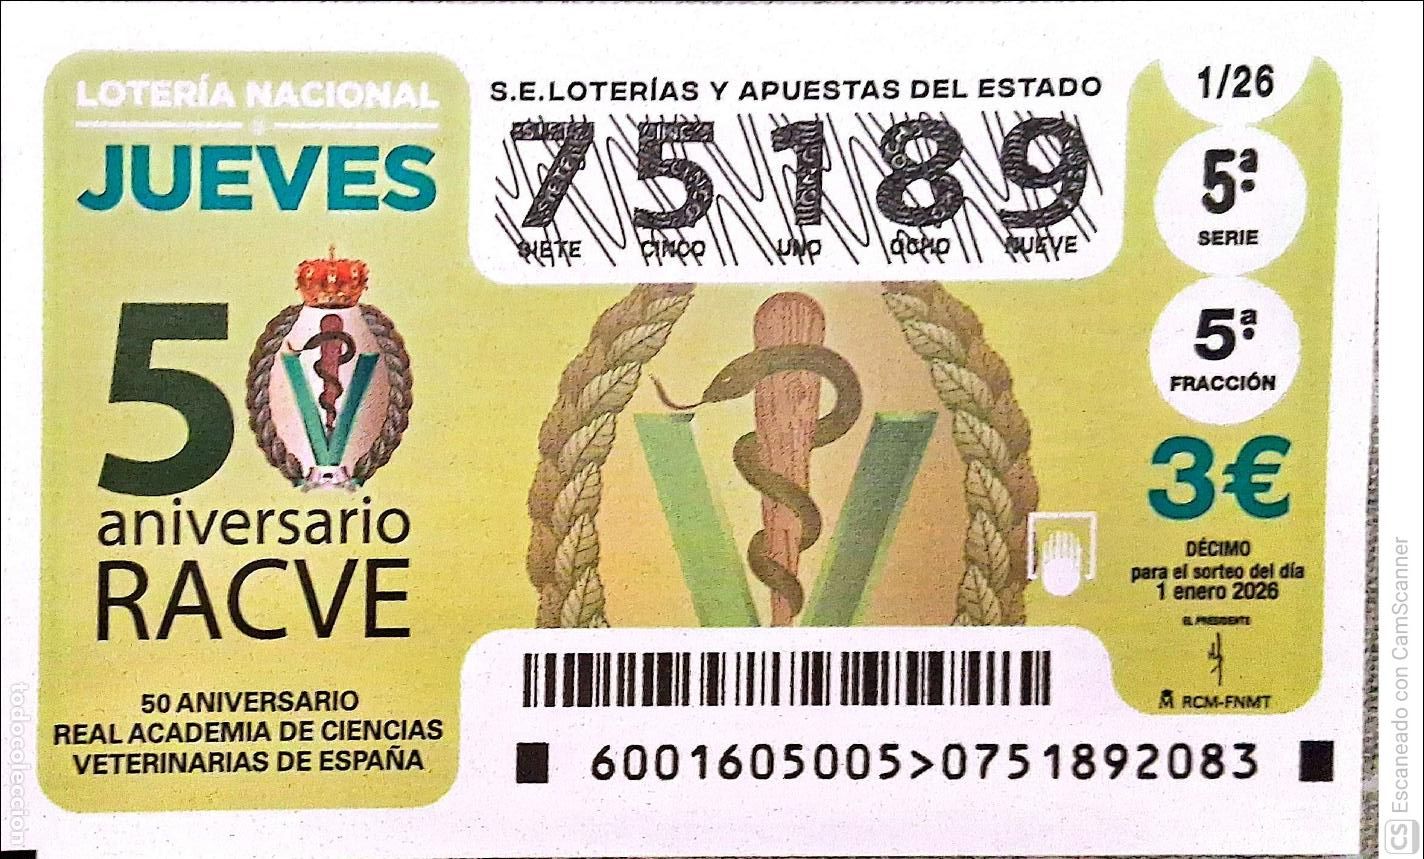 LOTERÍA NACIONAL
JUEVES
50
aniversario
RACVE
50 ANIVERSARIO
REAL ACADEMIA DE CIENCIAS
VETERINARIAS DE ESPAÑA
S.E.LOTERÍAS Y APUESTAS DEL ESTADO
75189
SIETE CINCO UNO OCHO NUEVE
1/26
5ª
SERIE
5ª
FRACCIÓN
3€
DÉCIMO
para el sorteo del día
1 enero 2026
EL PRESIDENTE
RCM-FNMT
6001605005>0751892083
todocoleccion
CS Escaneado con CamScanner